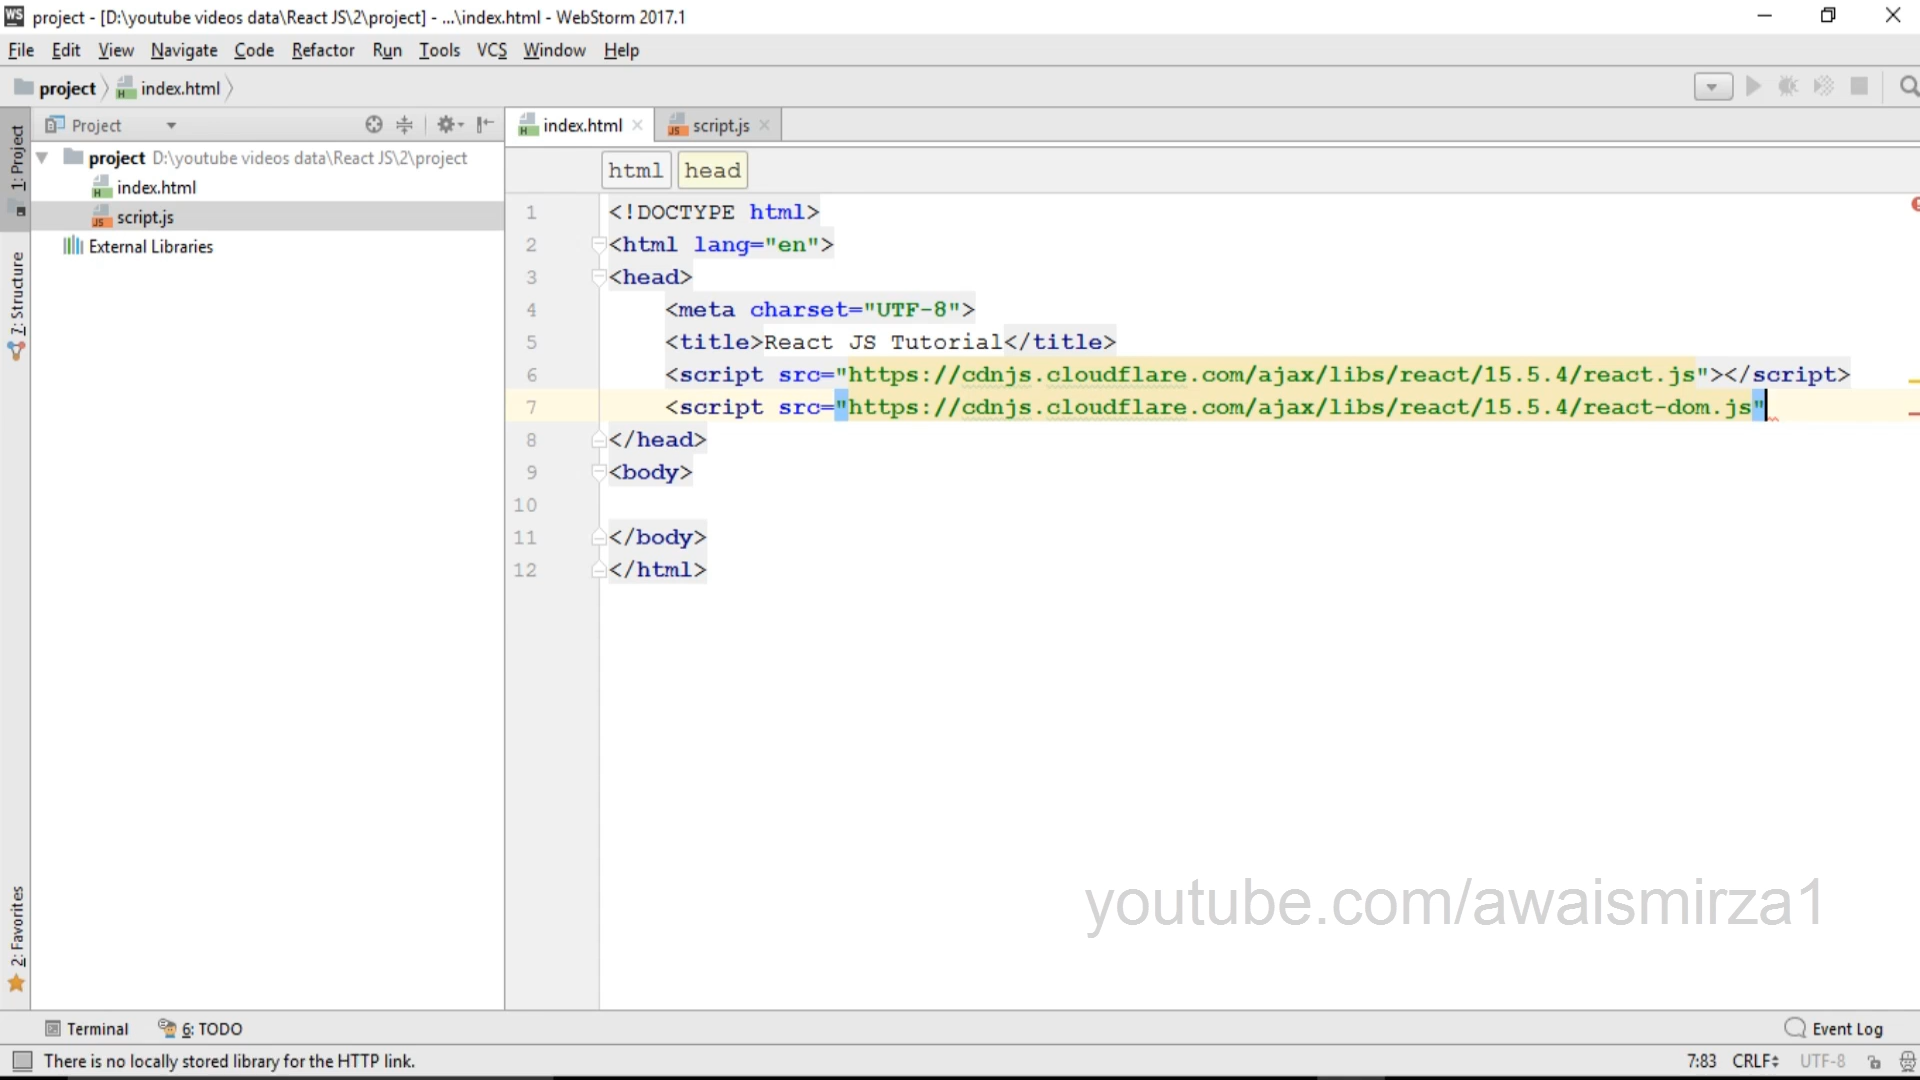 WS project - [D:\youtube videos data\React JS\2\project] - ...\index.html - WebStorm 2017.1
File Edit View Navigate Code Refactor Run Tools VCS Window Help
project index.html
1: Project
7: Structure
2: Favorites
Project
project D:\youtube videos data\React JS\2\project
index.html
script.js
External Libraries
index.html script.js
html head
1 <!DOCTYPE html>
2 <html lang="en">
3 <head>
4 <meta charset="UTF-8">
5 <title>React JS Tutorial</title>
6 <script src="https://cdnjs.cloudflare.com/ajax/libs/react/15.5.4/react.js"></script>
7 <script src="https://cdnjs.cloudflare.com/ajax/libs/react/15.5.4/react-dom.js"
8 </head>
9 <body>
10
11 </body>
12 </html>
youtube.com/awaismirza1
Terminal 6: TODO Event Log
There is no locally stored library for the HTTP link. 7:83 CRLF UTF-8